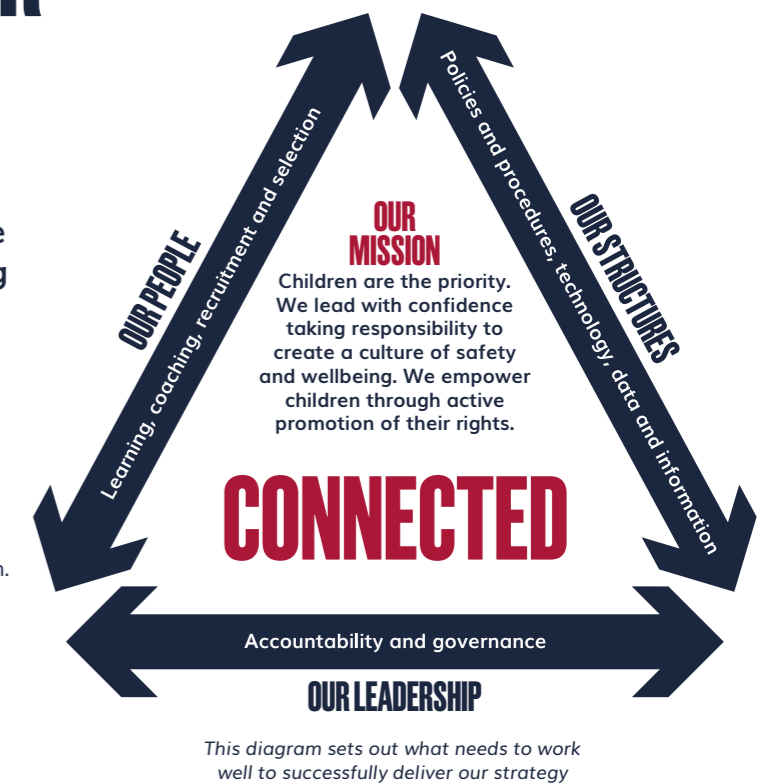 OUR PEOPLE
Learning, coaching, recruitment and selection
Policies and procedures, technology, data and information
OUR STRUCTURES
OUR
MISSION
Children are the priority.
We lead with confidence
taking responsibility to
create a culture of safety
and wellbeing. We empower
children through active
promotion of their rights.
CONNECTED
Accountability and governance
OUR LEADERSHIP
This diagram sets out what needs to work
well to successfully deliver our strategy